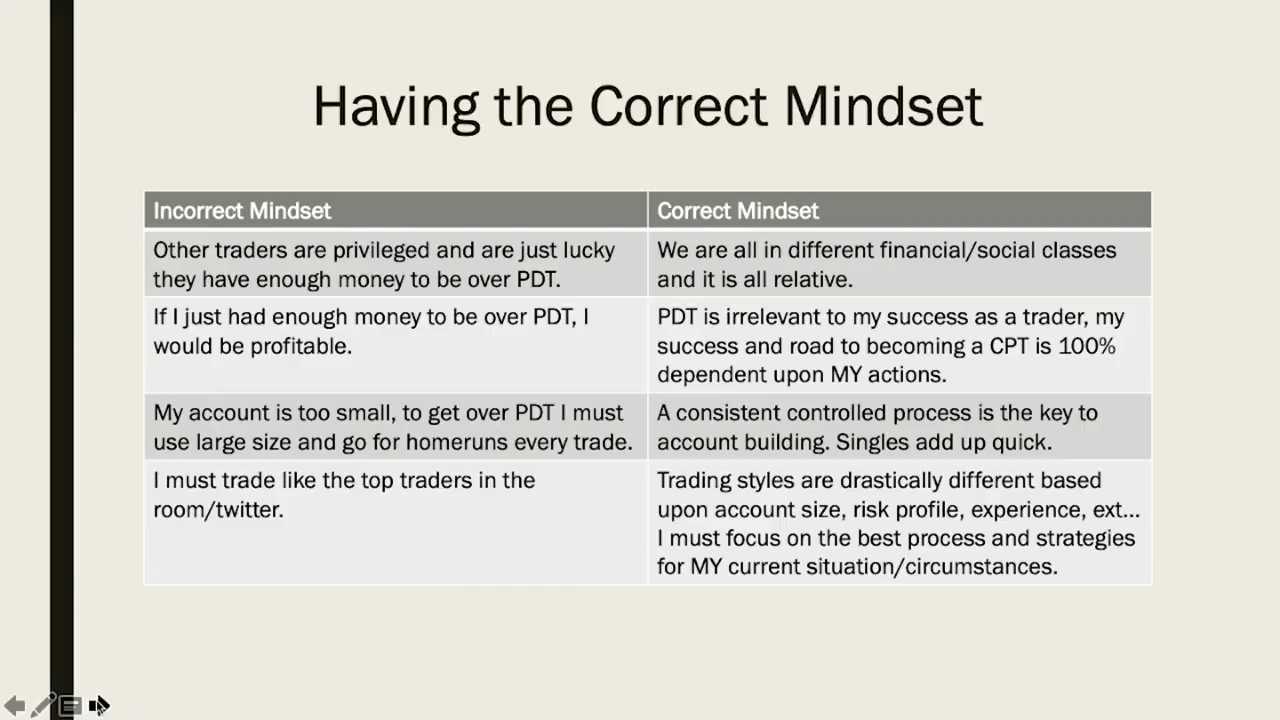 Having the Correct Mindset
Incorrect Mindset
Correct Mindset
Other traders are privileged and are just lucky
they have enough money to be over PDT.
We are all in different financial/social classes
and it is all relative.
If I just had enough money to be over PDT, I
would be profitable.
PDT is irrelevant to my success as a trader, my
success and road to becoming a CPT is 100%
dependent upon MY actions.
My account is too small, to get over PDT I must
use large size and go for homeruns every trade.
A consistent controlled process is the key to
account building. Singles add up quick.
I must trade like the top traders in the
room/twitter.
Trading styles are drastically different based
upon account size, risk profile, experience, ext...
I must focus on the best process and strategies
for MY current situation/circumstances.